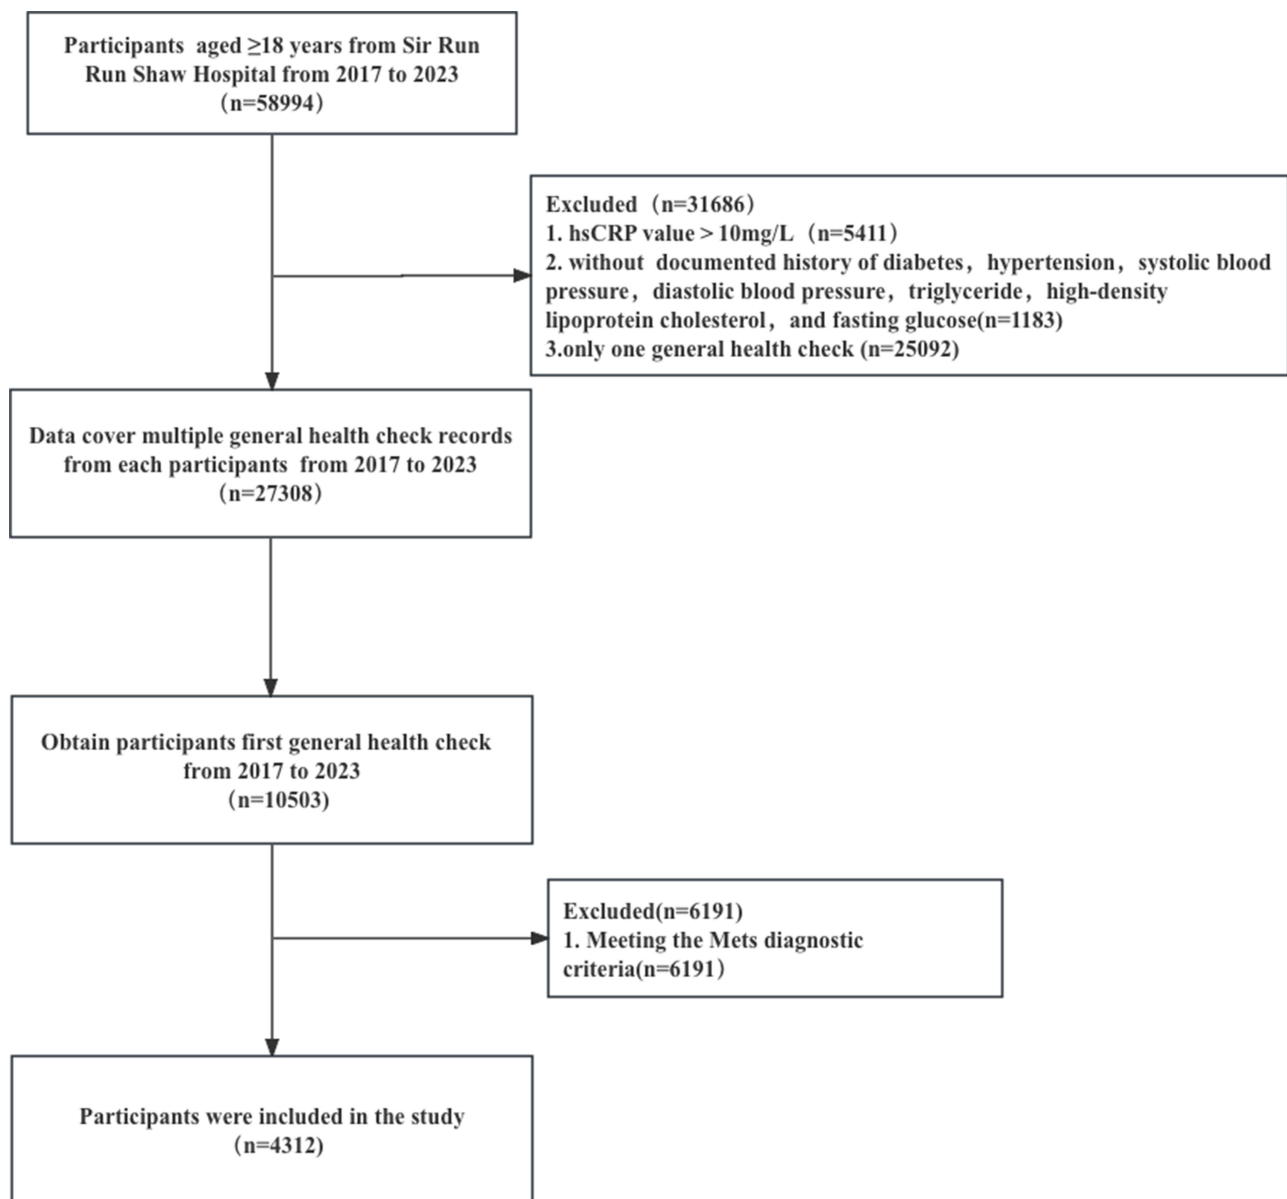 Participants aged ≥18 years from Sir Run
Run Shaw Hospital from 2017 to 2023
（n=58994）
Excluded（n=31686）
1. hsCRP value > 10mg/L（n=5411）
2. without documented history of diabetes，hypertension，systolic blood
pressure，diastolic blood pressure，triglyceride，high-density
lipoprotein cholesterol，and fasting glucose(n=1183)
3.only one general health check (n=25092)
Data cover multiple general health check records
from each participants from 2017 to 2023
（n=27308）
Obtain participants first general health check
from 2017 to 2023
（n=10503)
Excluded(n=6191)
1. Meeting the Mets diagnostic
criteria(n=6191）
Participants were included in the study
（n=4312)